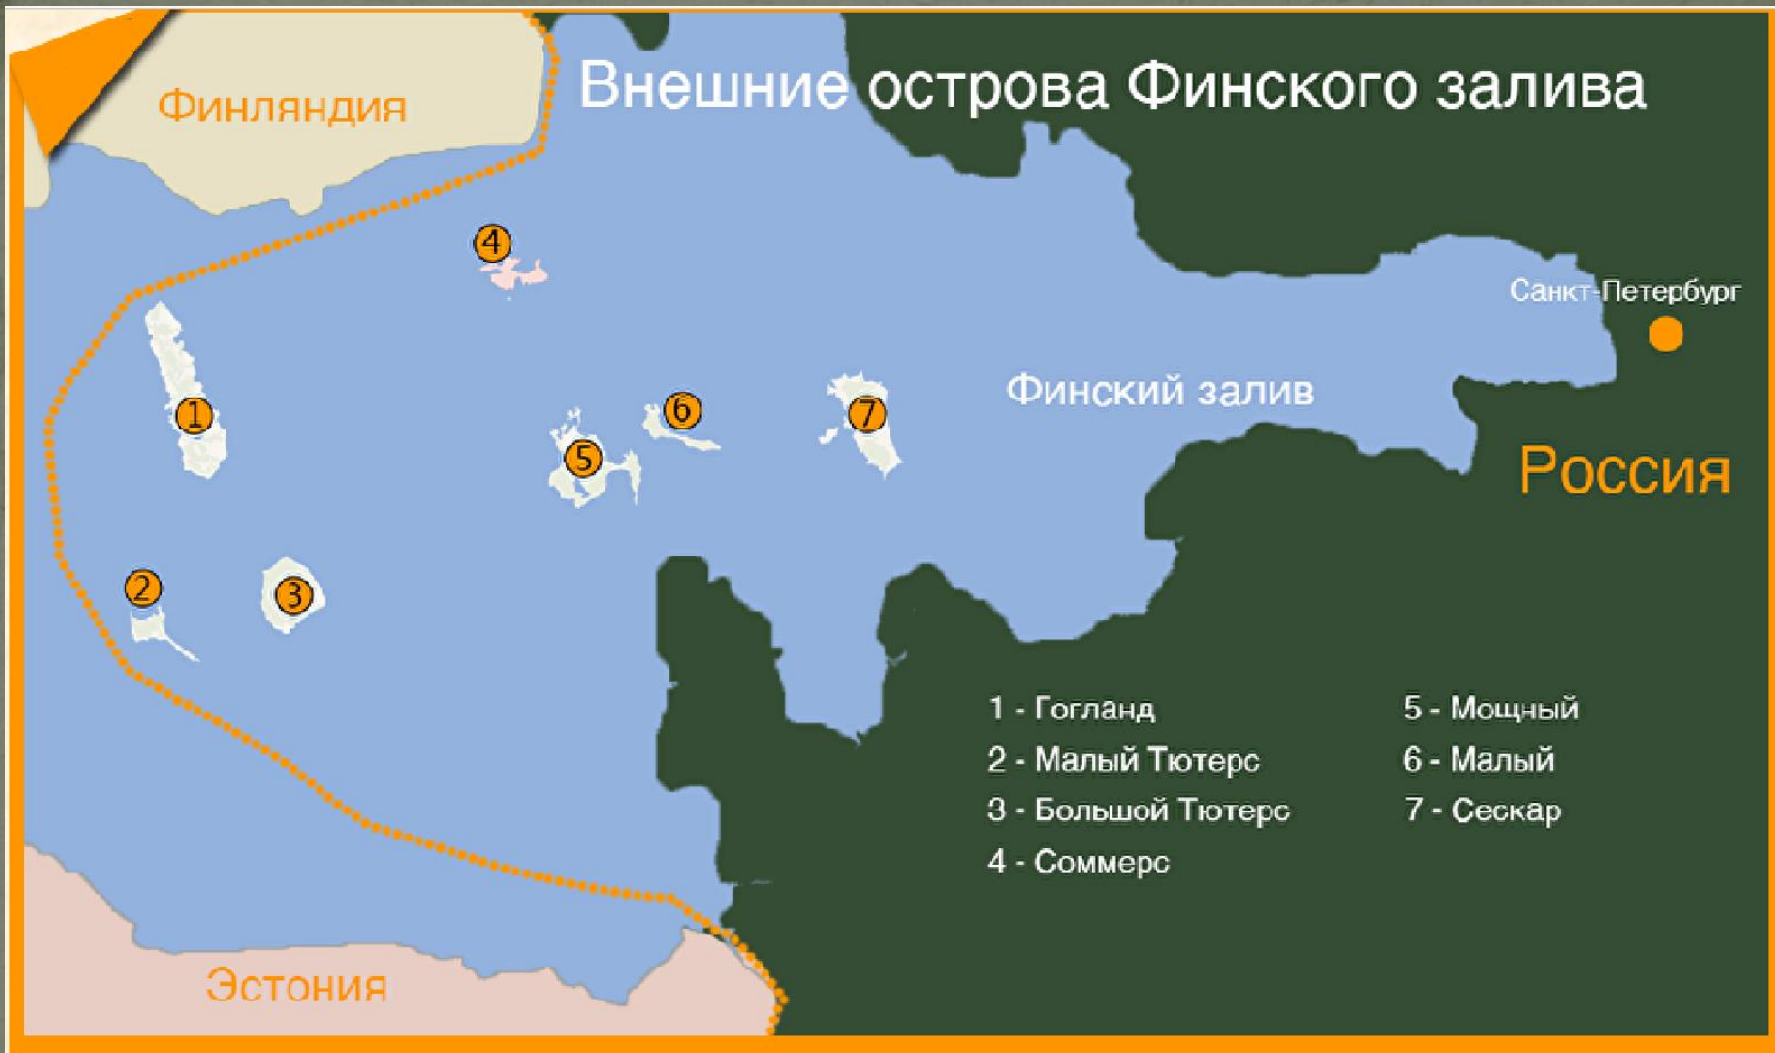 Внешние острова Финского залива
Финляндия
4
Санкт-Петербург
1
6
7
Финский залив
5
Россия
2
3
1 - Гогланд
2 - Малый Тютерс
3 - Большой Тютерс
4 - Соммерс
5 - Мощный
6 - Малый
7 - Сескар
Эстония